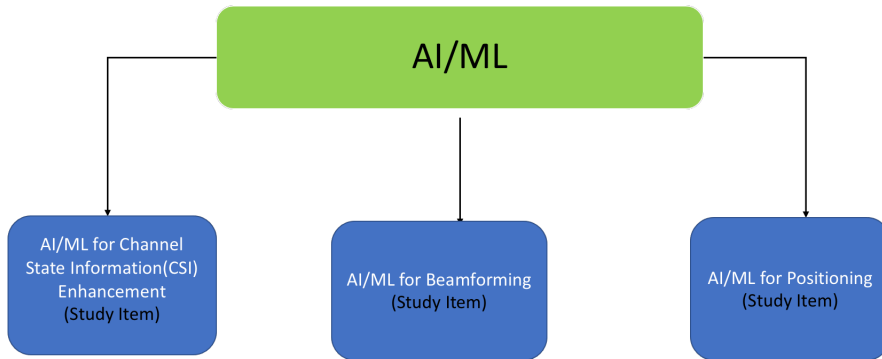 AI/ML
AI/ML for Channel
State Information(CSI)
Enhancement
(Study Item)
AI/ML for Beamforming
(Study Item)
AI/ML for Positioning
(Study Item)